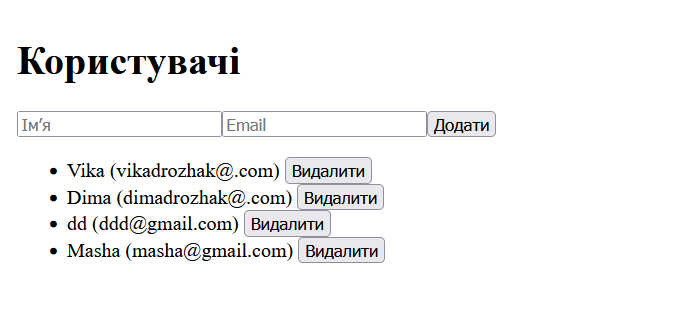 Користувачі
Ім’я Email Додати
Vika (vikadrozhak@.com) Видалити
Dima (dimadrozhak@.com) Видалити
dd (ddd@gmail.com) Видалити
Masha (masha@gmail.com) Видалити